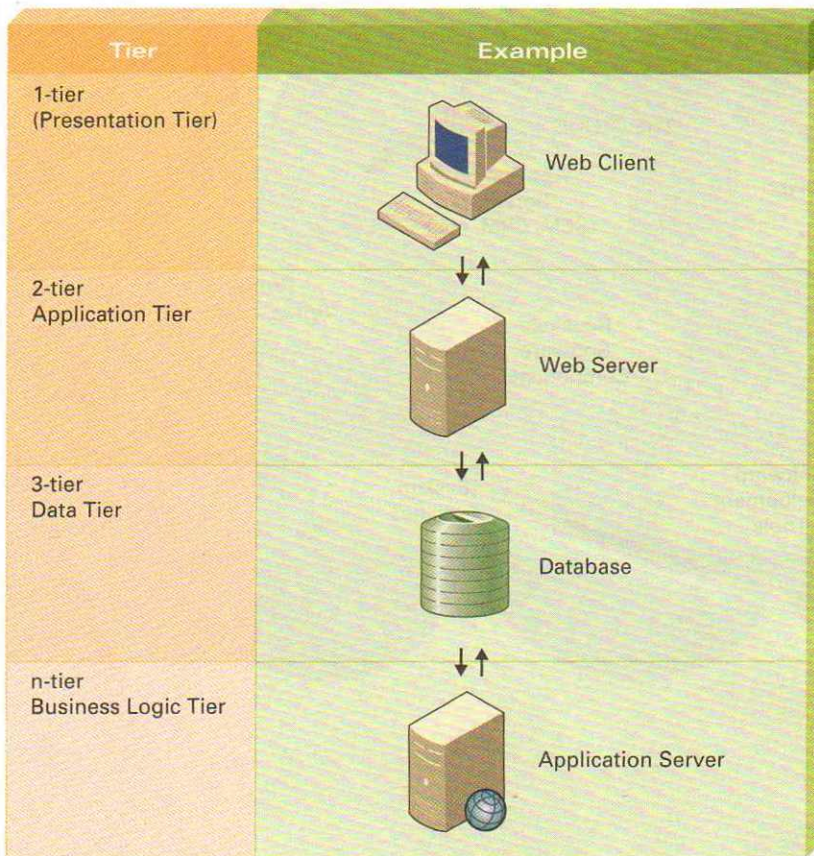 Tier
Example
1-tier
(Presentation Tier)
Web Client
2-tier
Application Tier
Web Server
3-tier
Data Tier
Database
n-tier
Business Logic Tier
Application Server